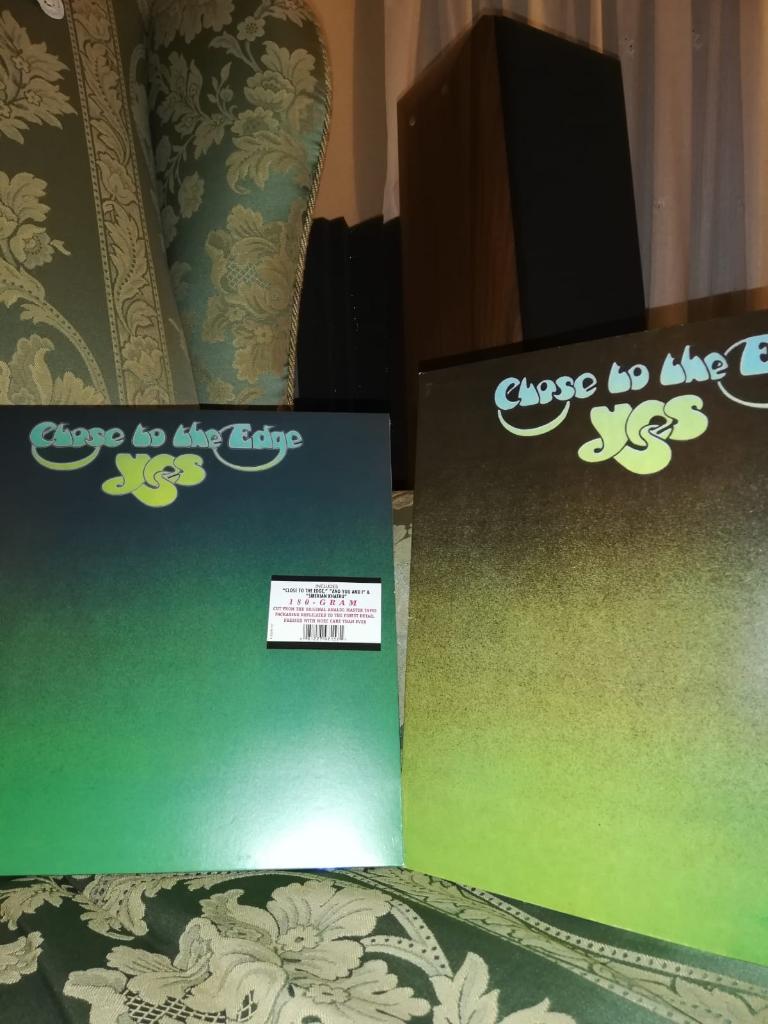 Close to the Edge
yes
INCLUDES
"CLOSE TO THE EDGE," "AND YOU AND I" &
"SIBERIAN KHATRU"
180-GRAM
CUT FROM THE ORIGINAL ANALOG MASTER TAPES
PACKAGING REPLICATED TO THE FINEST DETAIL
PRESSED WITH MORE CARE THAN EVER
Close to the E
yes